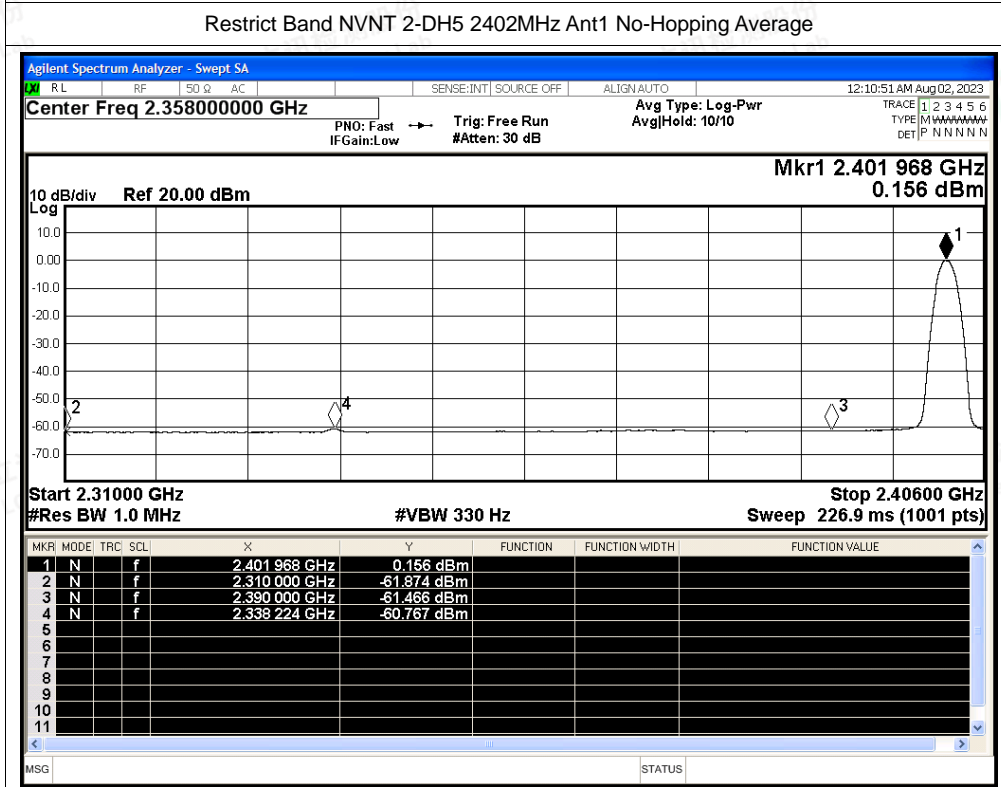 Restrict Band NVNT 2-DH5 2402MHz Ant1 No-Hopping Average
Agilent Spectrum Analyzer - Swept SA
LXI RL RF 50 Ω AC SENSE:INT SOURCE OFF ALIGN AUTO 12:10:51 AM Aug 02, 2023
Center Freq 2.358000000 GHz Avg Type: Log-Pwr TRACE 1 2 3 4 5 6
PNO: Fast Trig: Free Run Avg|Hold: 10/10 TYPE M
IFGain:Low #Atten: 30 dB DET P N N N N N
Mkr1 2.401 968 GHz
10 dB/div Ref 20.00 dBm 0.156 dBm
Log
10.0
1
0.00
-10.0
-20.0
-30.0
-40.0
-50.0
2 4 3
-60.0
-70.0
Start 2.31000 GHz Stop 2.40600 GHz
#Res BW 1.0 MHz #VBW 330 Hz Sweep 226.9 ms (1001 pts)
MKR MODE TRC SCL X Y FUNCTION FUNCTION WIDTH FUNCTION VALUE
1 N f 2.401 968 GHz 0.156 dBm
2 N f 2.310 000 GHz -61.874 dBm
3 N f 2.390 000 GHz -61.466 dBm
4 N f 2.338 224 GHz -60.767 dBm
5
6
7
8
9
10
11
MSG STATUS